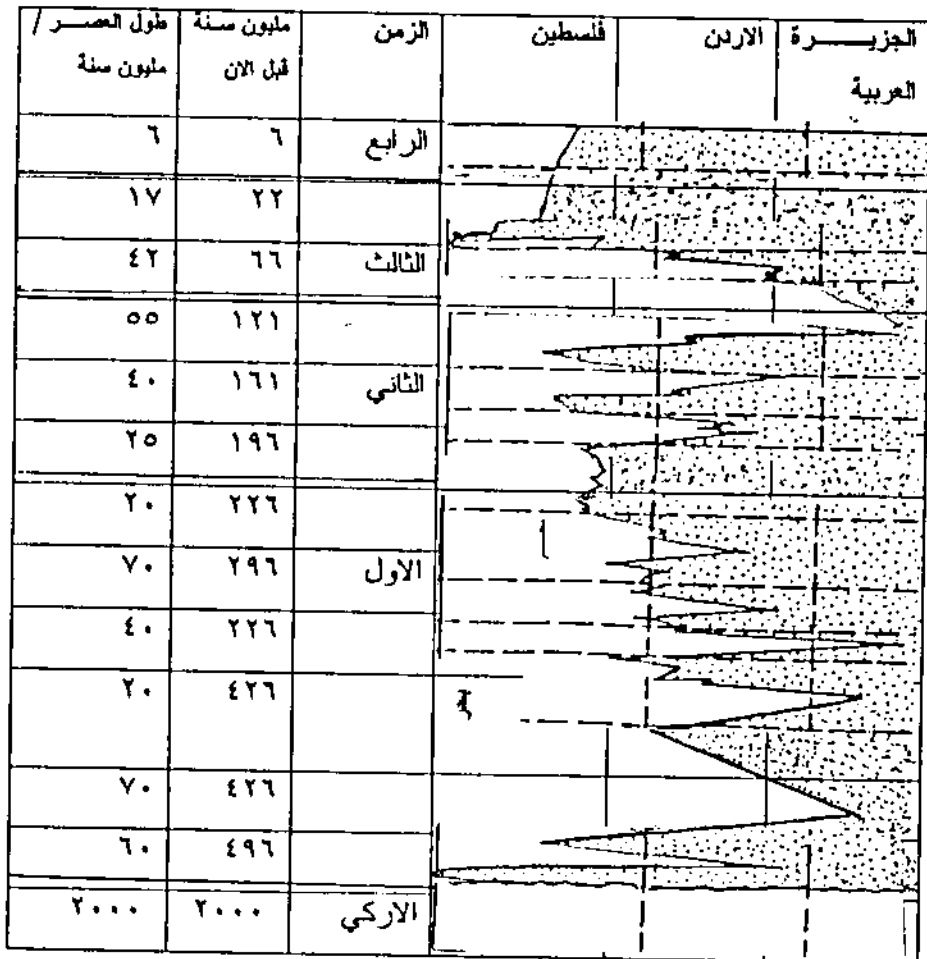 الجزيـــرة الاردن فلسطين الزمن مليون سنة طول العصر /
العربية قبل الان مليون سنة
الرابع ٦ ٦
٢٢ ١٧
الثالث ٦٦ ٤٢
١٢١ ٥٥
الثاني ١٦١ ٤٠
١٩٦ ٢٥
٢٢٦ ٢٠
الاول ٢٩٦ ٧٠
٢٢٦ ٤٠
٤٢٦ ٢٠
٤٢٦ ٧٠
٤٩٦ ٦٠
الاركي ٢٠٠٠ ٢٠٠٠